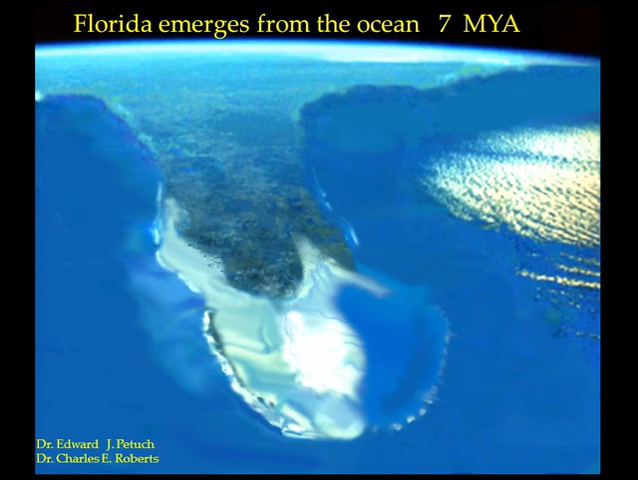 Florida emerges from the ocean 7 MYA
Dr. Edward J. Petuch
Dr. Charles E. Roberts